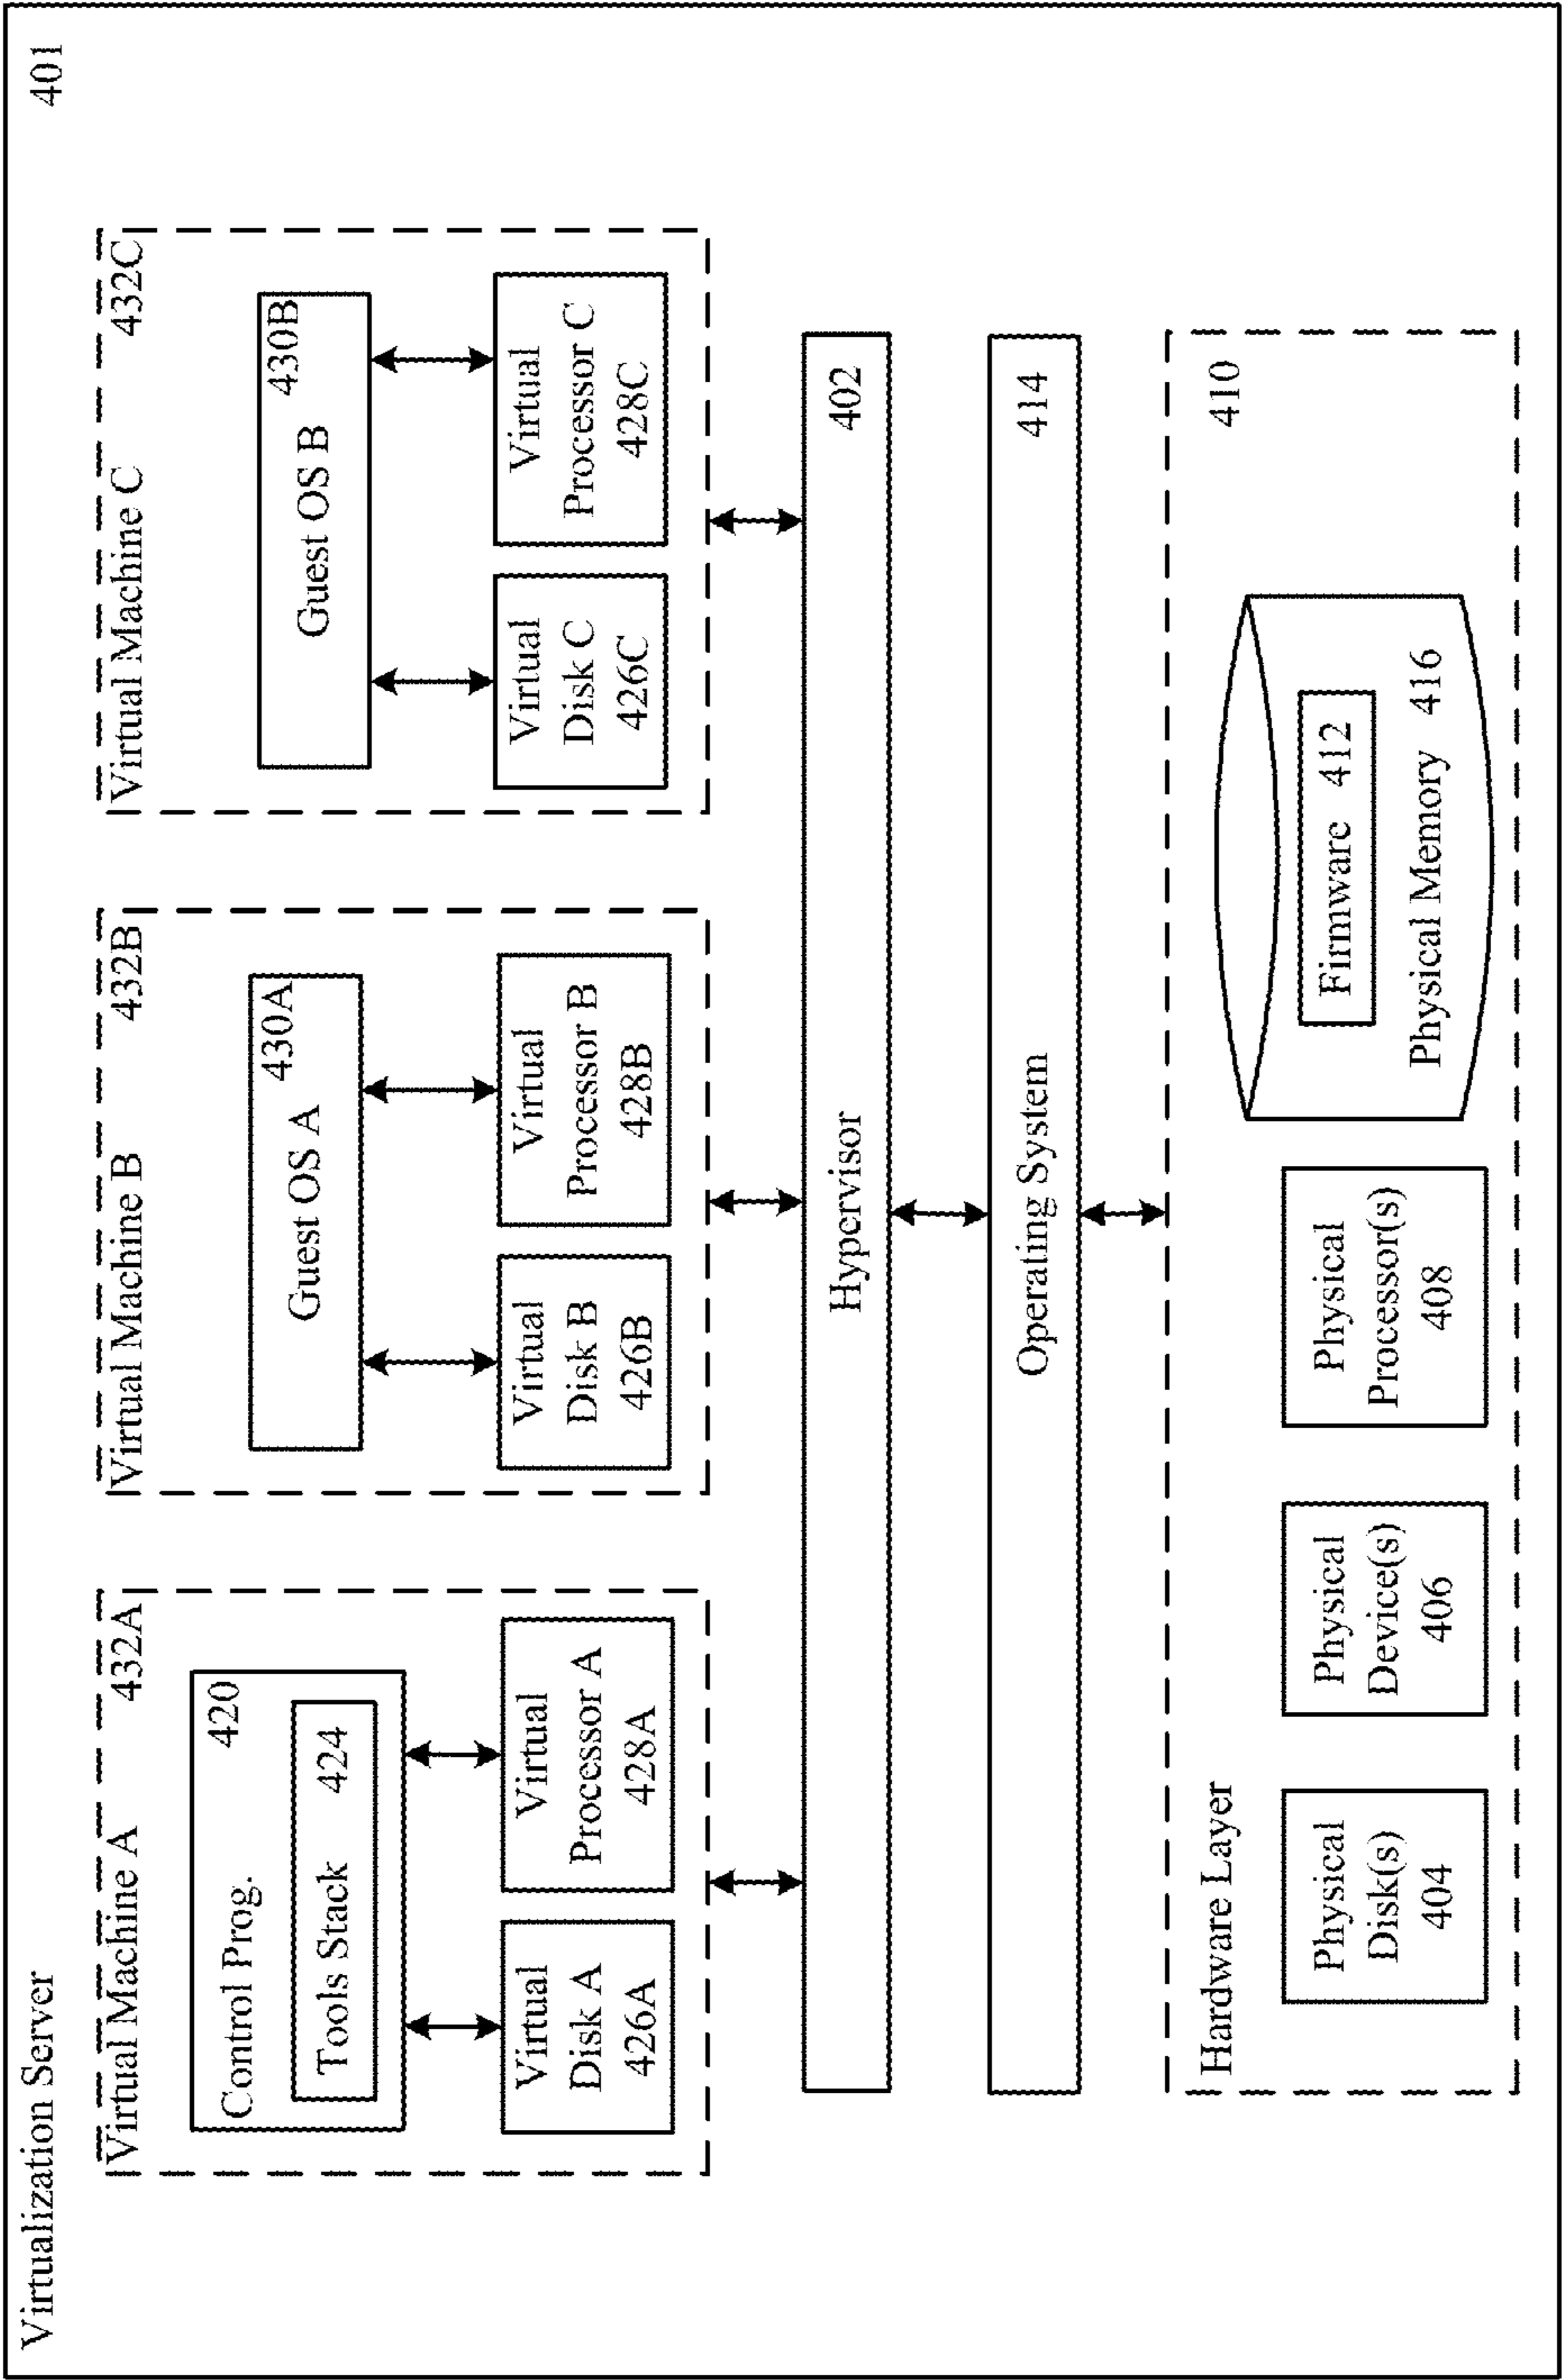 Virtualization Server
401
Virtual Machine A
432A
Control Prog.
420
Tools Stack 424
Virtual
Disk A
426A
Virtual
Processor A
428A
Virtual Machine B
432B
430A
Guest OS A
Virtual
Disk B
426B
Virtual
Processor B
428B
Virtual Machine C
432C
430B
Guest OS B
Virtual
Disk C
426C
Virtual
Processor C
428C
Hypervisor
402
Operating System
414
Hardware Layer
410
Physical
Disk(s)
404
Physical
Device(s)
406
Physical
Processor(s)
408
Firmware 412
Physical Memory 416